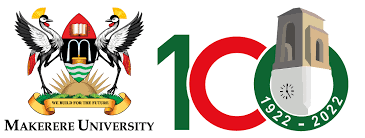 WE BUILD FOR THE FUTURE
MAKERERE UNIVERSITY
100
1922 - 2022